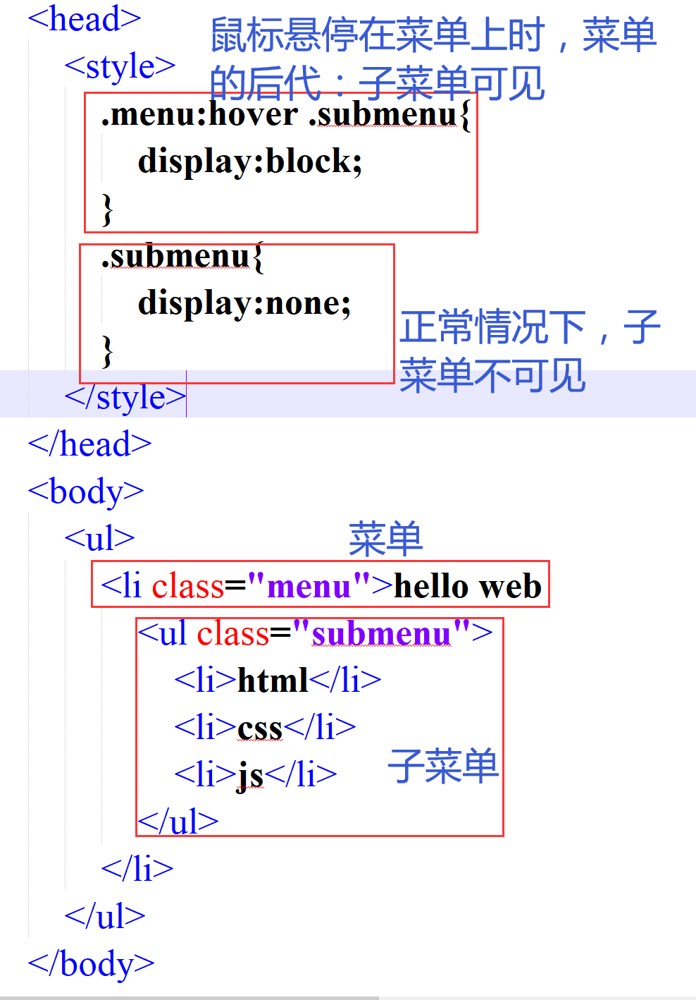 <head>
鼠标悬停在菜单上时，菜单
<style>
的后代：子菜单可见
.menu:hover .submenu{
display:block;
}
.submenu{
display:none;
正常情况下，子
}
菜单不可见
</style>
</head>
<body>
<ul>
菜单
<li class="menu">hello web
<ul class="submenu">
<li>html</li>
<li>css</li>
<li>js</li>
子菜单
</ul>
</li>
</ul>
</body>